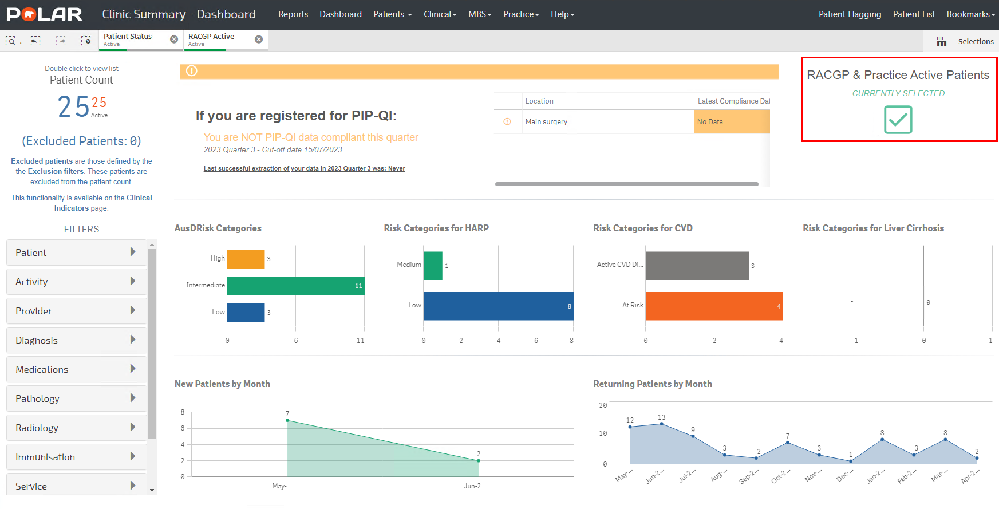 POLAR Clinic Summary - Dashboard Reports Dashboard Patients Clinical MBS Practice Help Patient Flagging Patient List Bookmarks
Patient Status
Active
RACGP Active
Active
Selections
Double click to view list
Patient Count
25 25
Active
(Excluded Patients: 0)
Excluded patients are those defined by the
the Exclusion filters. These patients are
excluded from the patient count.
This functionality is available on the Clinical
Indicators page.
FILTERS
Patient
Activity
Provider
Diagnosis
Medications
Pathology
Radiology
Immunisation
Service
If you are registered for PIP-QI:
You are NOT PIP-QI data compliant this quarter
2023 Quarter 3 - Cut-off date 15/07/2023
Last successful extraction of your data in 2023 Quarter 3 was: Never
Location Latest Compliance Dat
Main surgery No Data
RACGP & Practice Active Patients
CURRENTLY SELECTED
AusDRisk Categories
High 3
Intermediate 11
Low 3
0 6 11
Risk Categories for HARP
Medium 1
Low 8
0 2 4 6 8
Risk Categories for CVD
Active CVD Di... 3
At Risk 4
0 2 4
Risk Categories for Liver Cirrhosis
- 0
-1 0 1
New Patients by Month
8
6
4
2
0
7
2
May-... Jun-2...
Returning Patients by Month
20
10
0
12 13 9 3 2 7 3 1 8 3 8 2
May-... Jun-2... Jul-2... Aug-... Sep-2... Oct-2... Nov-... Dec-... Jan-2... Feb-2... Mar-... Apr-2...